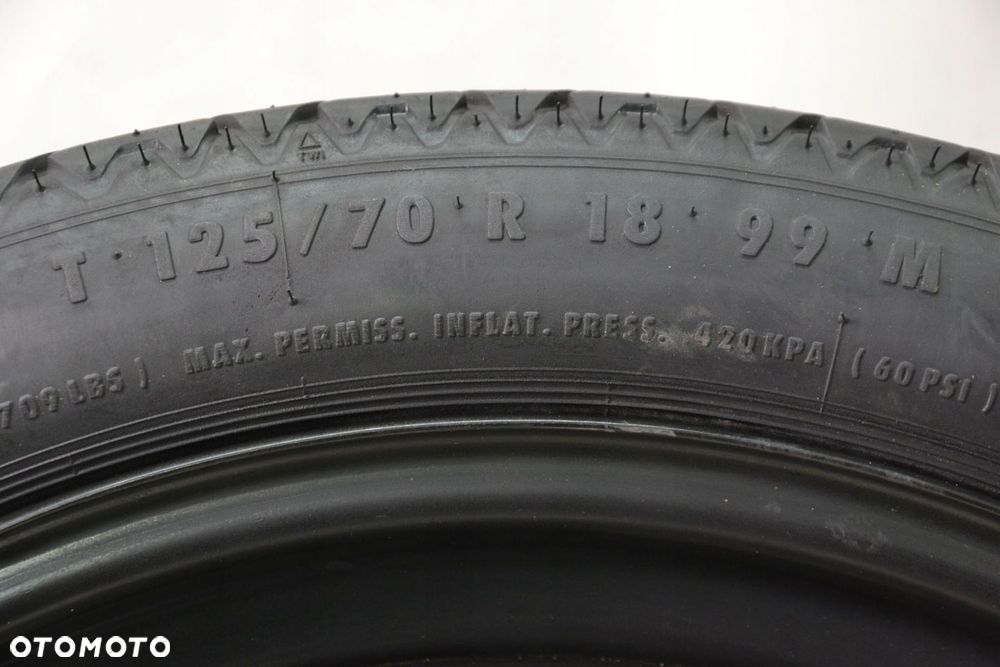 TWI
T 125/70 R 18 99 M
709 LBS ) MAX. PERMISS. INFLAT. PRESS. 420 KPA ( 60 PSI )
OTOMOTO